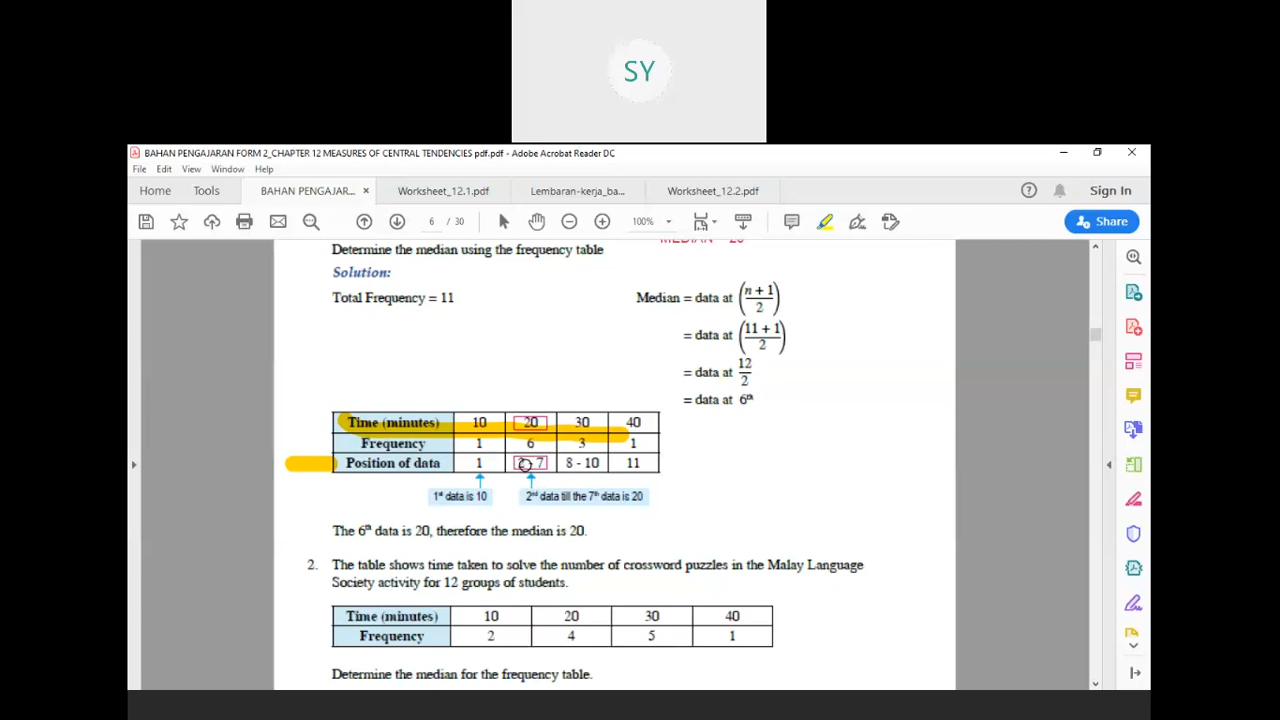 SY
BAHAN PENGAJARAN FORM 2_CHAPTER 12 MEASURES OF CENTRAL TENDENCIES pdf.pdf - Adobe Acrobat Reader DC
File Edit View Window Help
Home Tools BAHAN PENGAJAR... × Worksheet_12.1.pdf Lembaran-kerja_ba... Worksheet_12.2.pdf Sign In
6 / 30 100% Share
Determine the median using the frequency table
Solution:
Total Frequency = 11
Median = data at (n + 1 / 2)
= data at (11 + 1 / 2)
= data at 12 / 2
= data at 6th
Time (minutes) 10 20 30 40
Frequency 1 6 3 1
Position of data 1 2 - 7 8 - 10 11
1st data is 10 2nd data till the 7th data is 20
The 6th data is 20, therefore the median is 20.
2. The table shows time taken to solve the number of crossword puzzles in the Malay Language
Society activity for 12 groups of students.
Time (minutes) 10 20 30 40
Frequency 2 4 5 1
Determine the median for the frequency table.